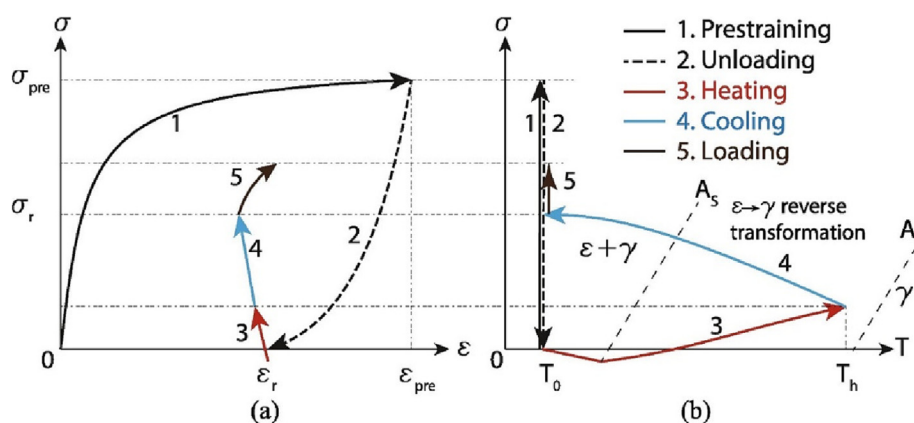 σ
σpre
σr
0
1
2
3
4
5
εr
εpre
ε
(a)
σ
1. Prestraining
2. Unloading
3. Heating
4. Cooling
5. Loading
1
2
5
As
ε→γ reverse
transformation
ε+γ
4
3
A
γ
0
T0
Th
T
(b)